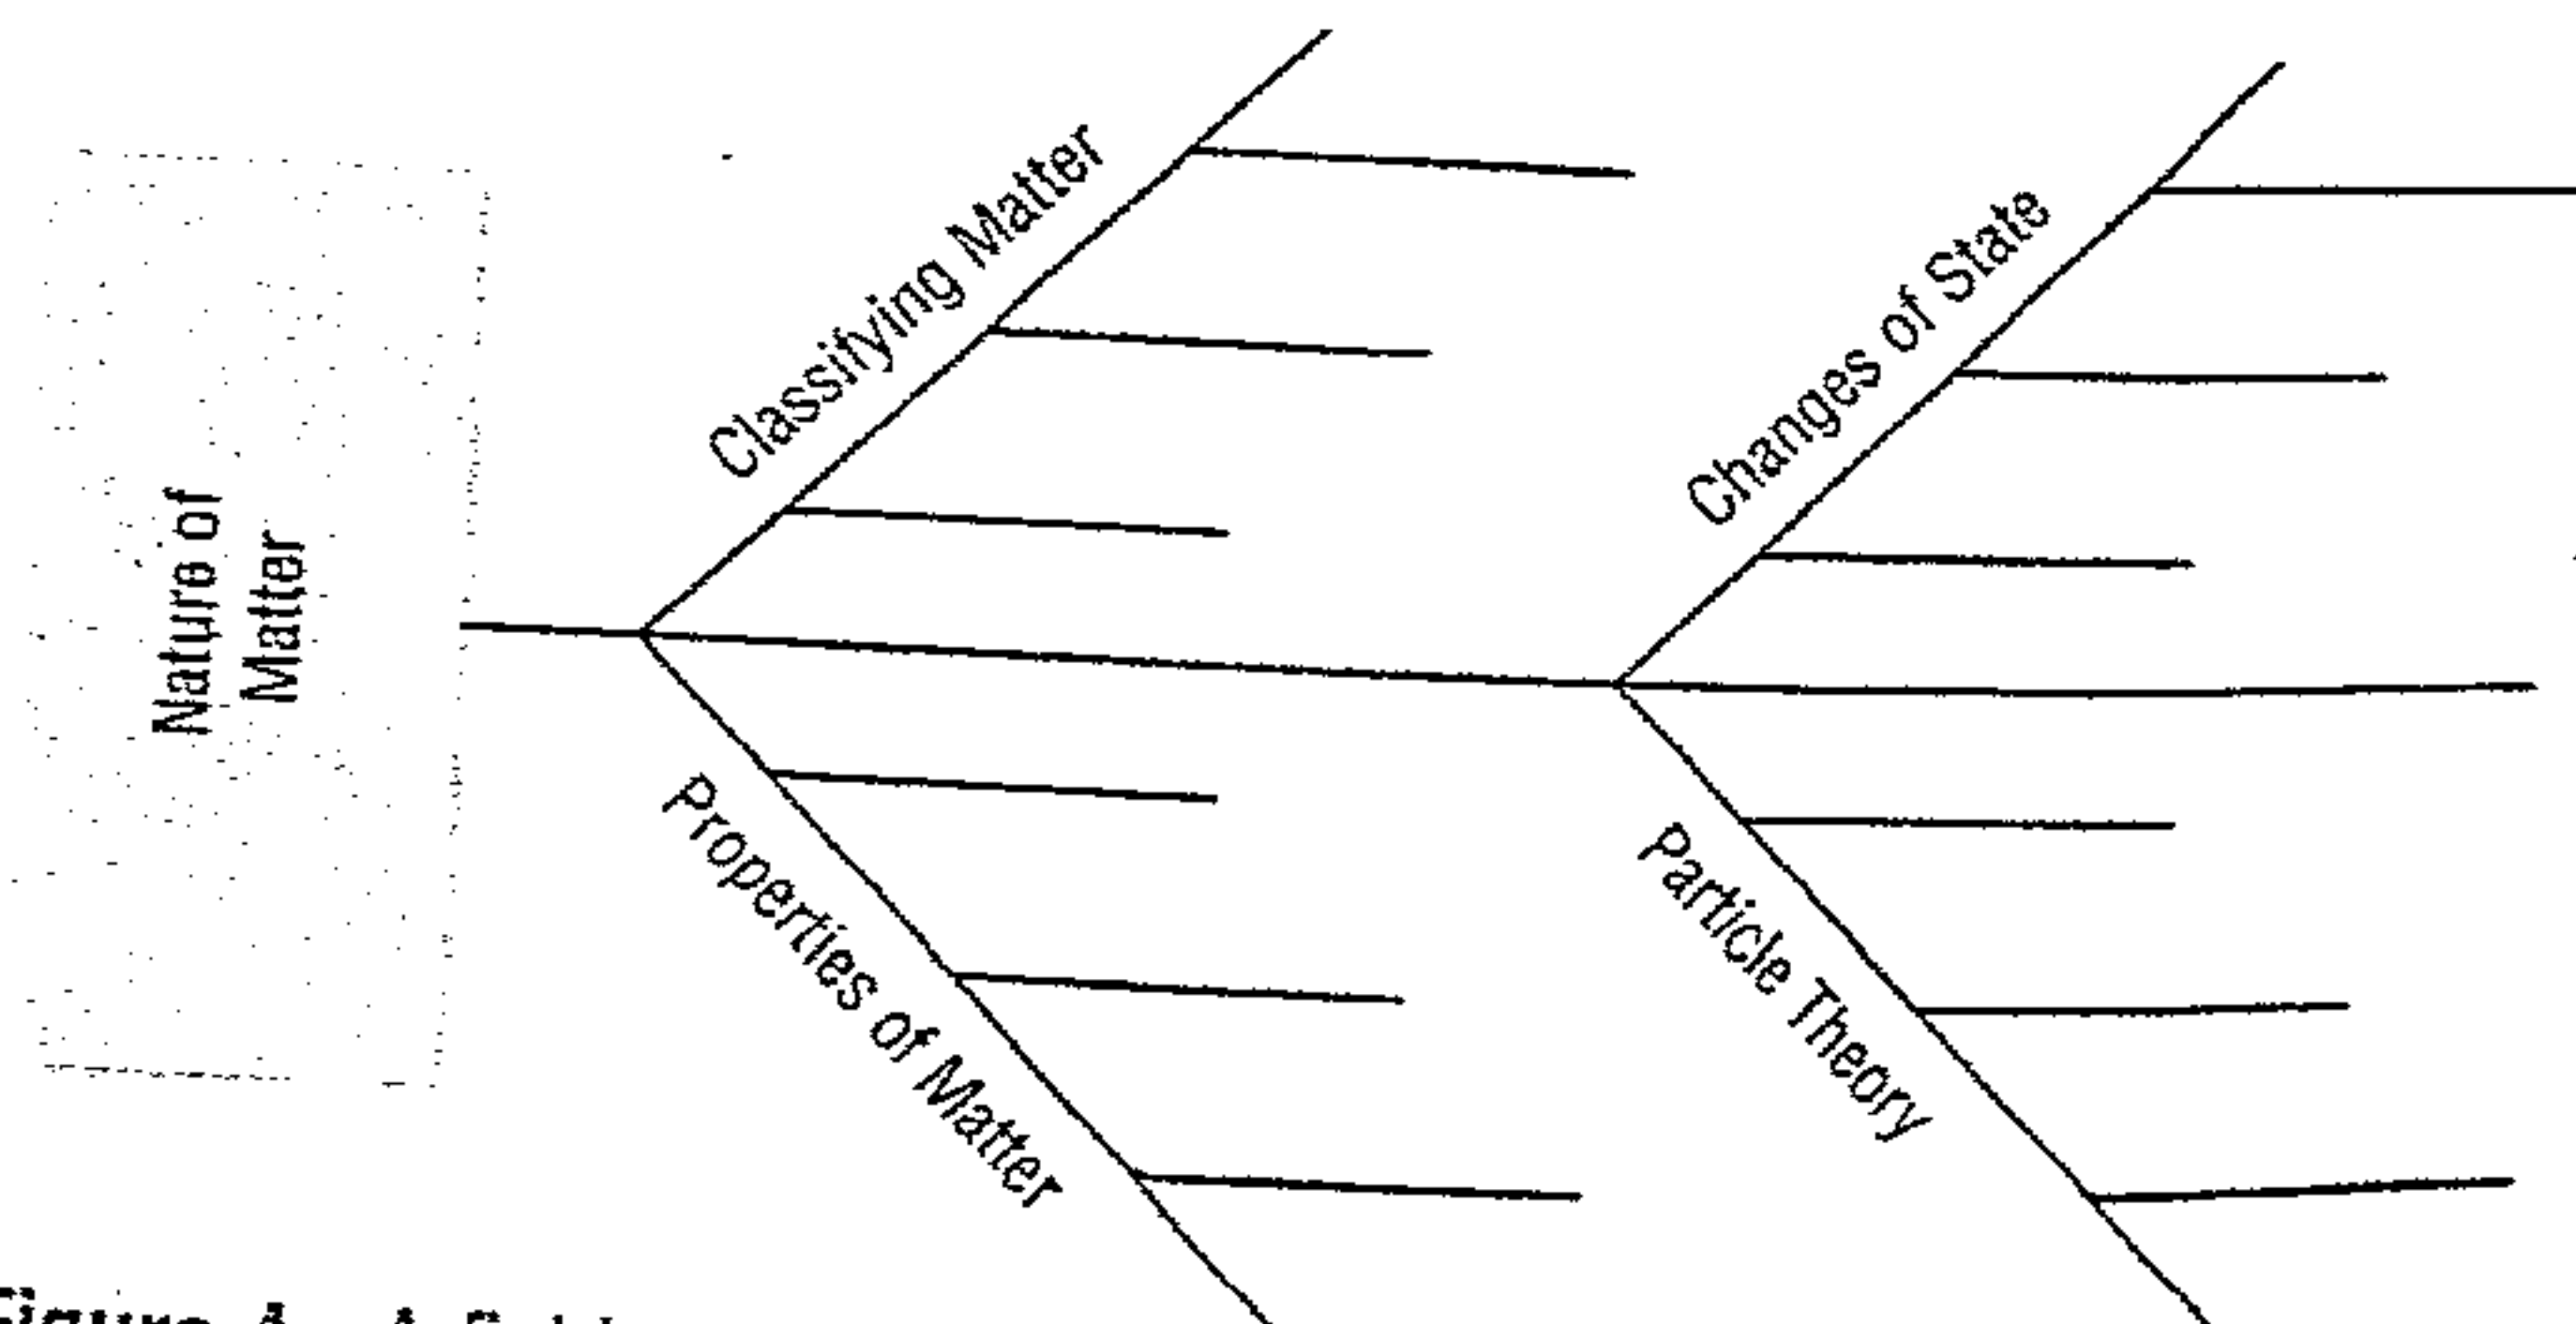 Nature of
Matter
Classifying Matter
Changes of State
Properties of Matter
Particle Theory